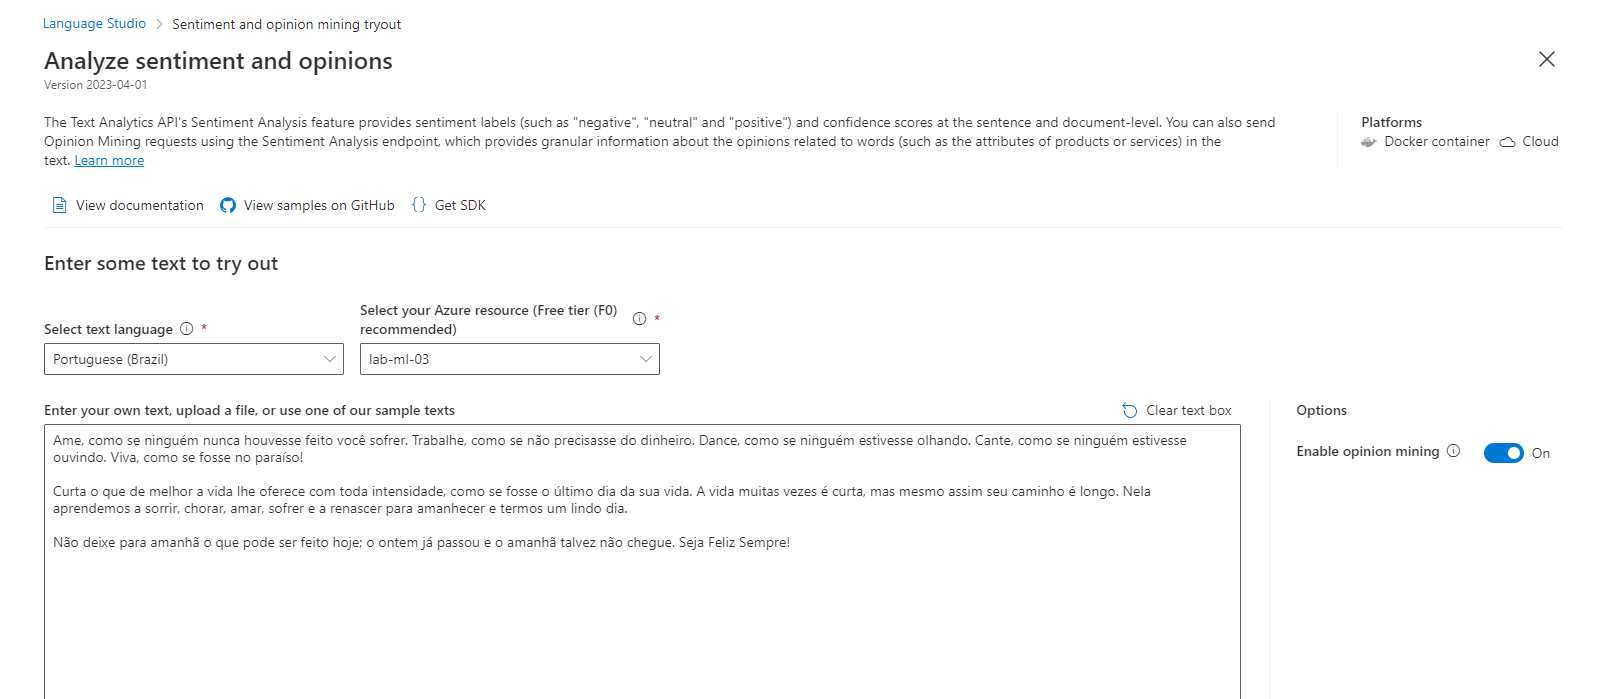 Language Studio > Sentiment and opinion mining tryout
Analyze sentiment and opinions
Version 2023-04-01
The Text Analytics API's Sentiment Analysis feature provides sentiment labels (such as "negative", "neutral" and "positive") and confidence scores at the sentence and document-level. You can also send
Opinion Mining requests using the Sentiment Analysis endpoint, which provides granular information about the opinions related to words (such as the attributes of products or services) in the
text. Learn more
Platforms
Docker container Cloud
View documentation View samples on GitHub {} Get SDK
Enter some text to try out
Select text language *
Portuguese (Brazil)
Select your Azure resource (Free tier (F0)
recommended) *
lab-ml-03
Enter your own text, upload a file, or use one of our sample texts
Clear text box
Ame, como se ninguém nunca houvesse feito você sofrer. Trabalhe, como se não precisasse do dinheiro. Dance, como se ninguém estivesse olhando. Cante, como se ninguém estivesse
ouvindo. Viva, como se fosse no paraíso!
Curta o que de melhor a vida lhe oferece com toda intensidade, como se fosse o último dia da sua vida. A vida muitas vezes é curta, mas mesmo assim seu caminho é longo. Nela
aprendemos a sorrir, chorar, amar, sofrer e a renascer para amanhecer e termos um lindo dia.
Não deixe para amanhã o que pode ser feito hoje; o ontem já passou e o amanhã talvez não chegue. Seja Feliz Sempre!
Options
Enable opinion mining On